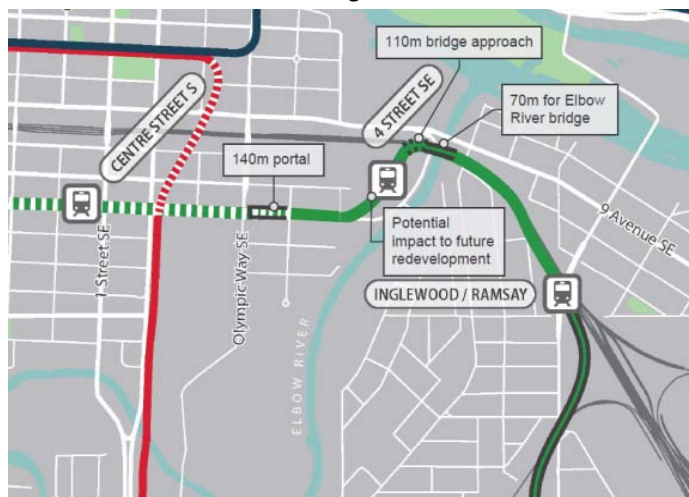 110m bridge approach
CENTRE STREET S
4 STREET SE
70m for Elbow
River bridge
140m portal
Potential
impact to future
redevelopment
9 Avenue SE
1 Street SE
Olympic Way SE
INGLEWOOD / RAMSAY
ELBOW RIVER